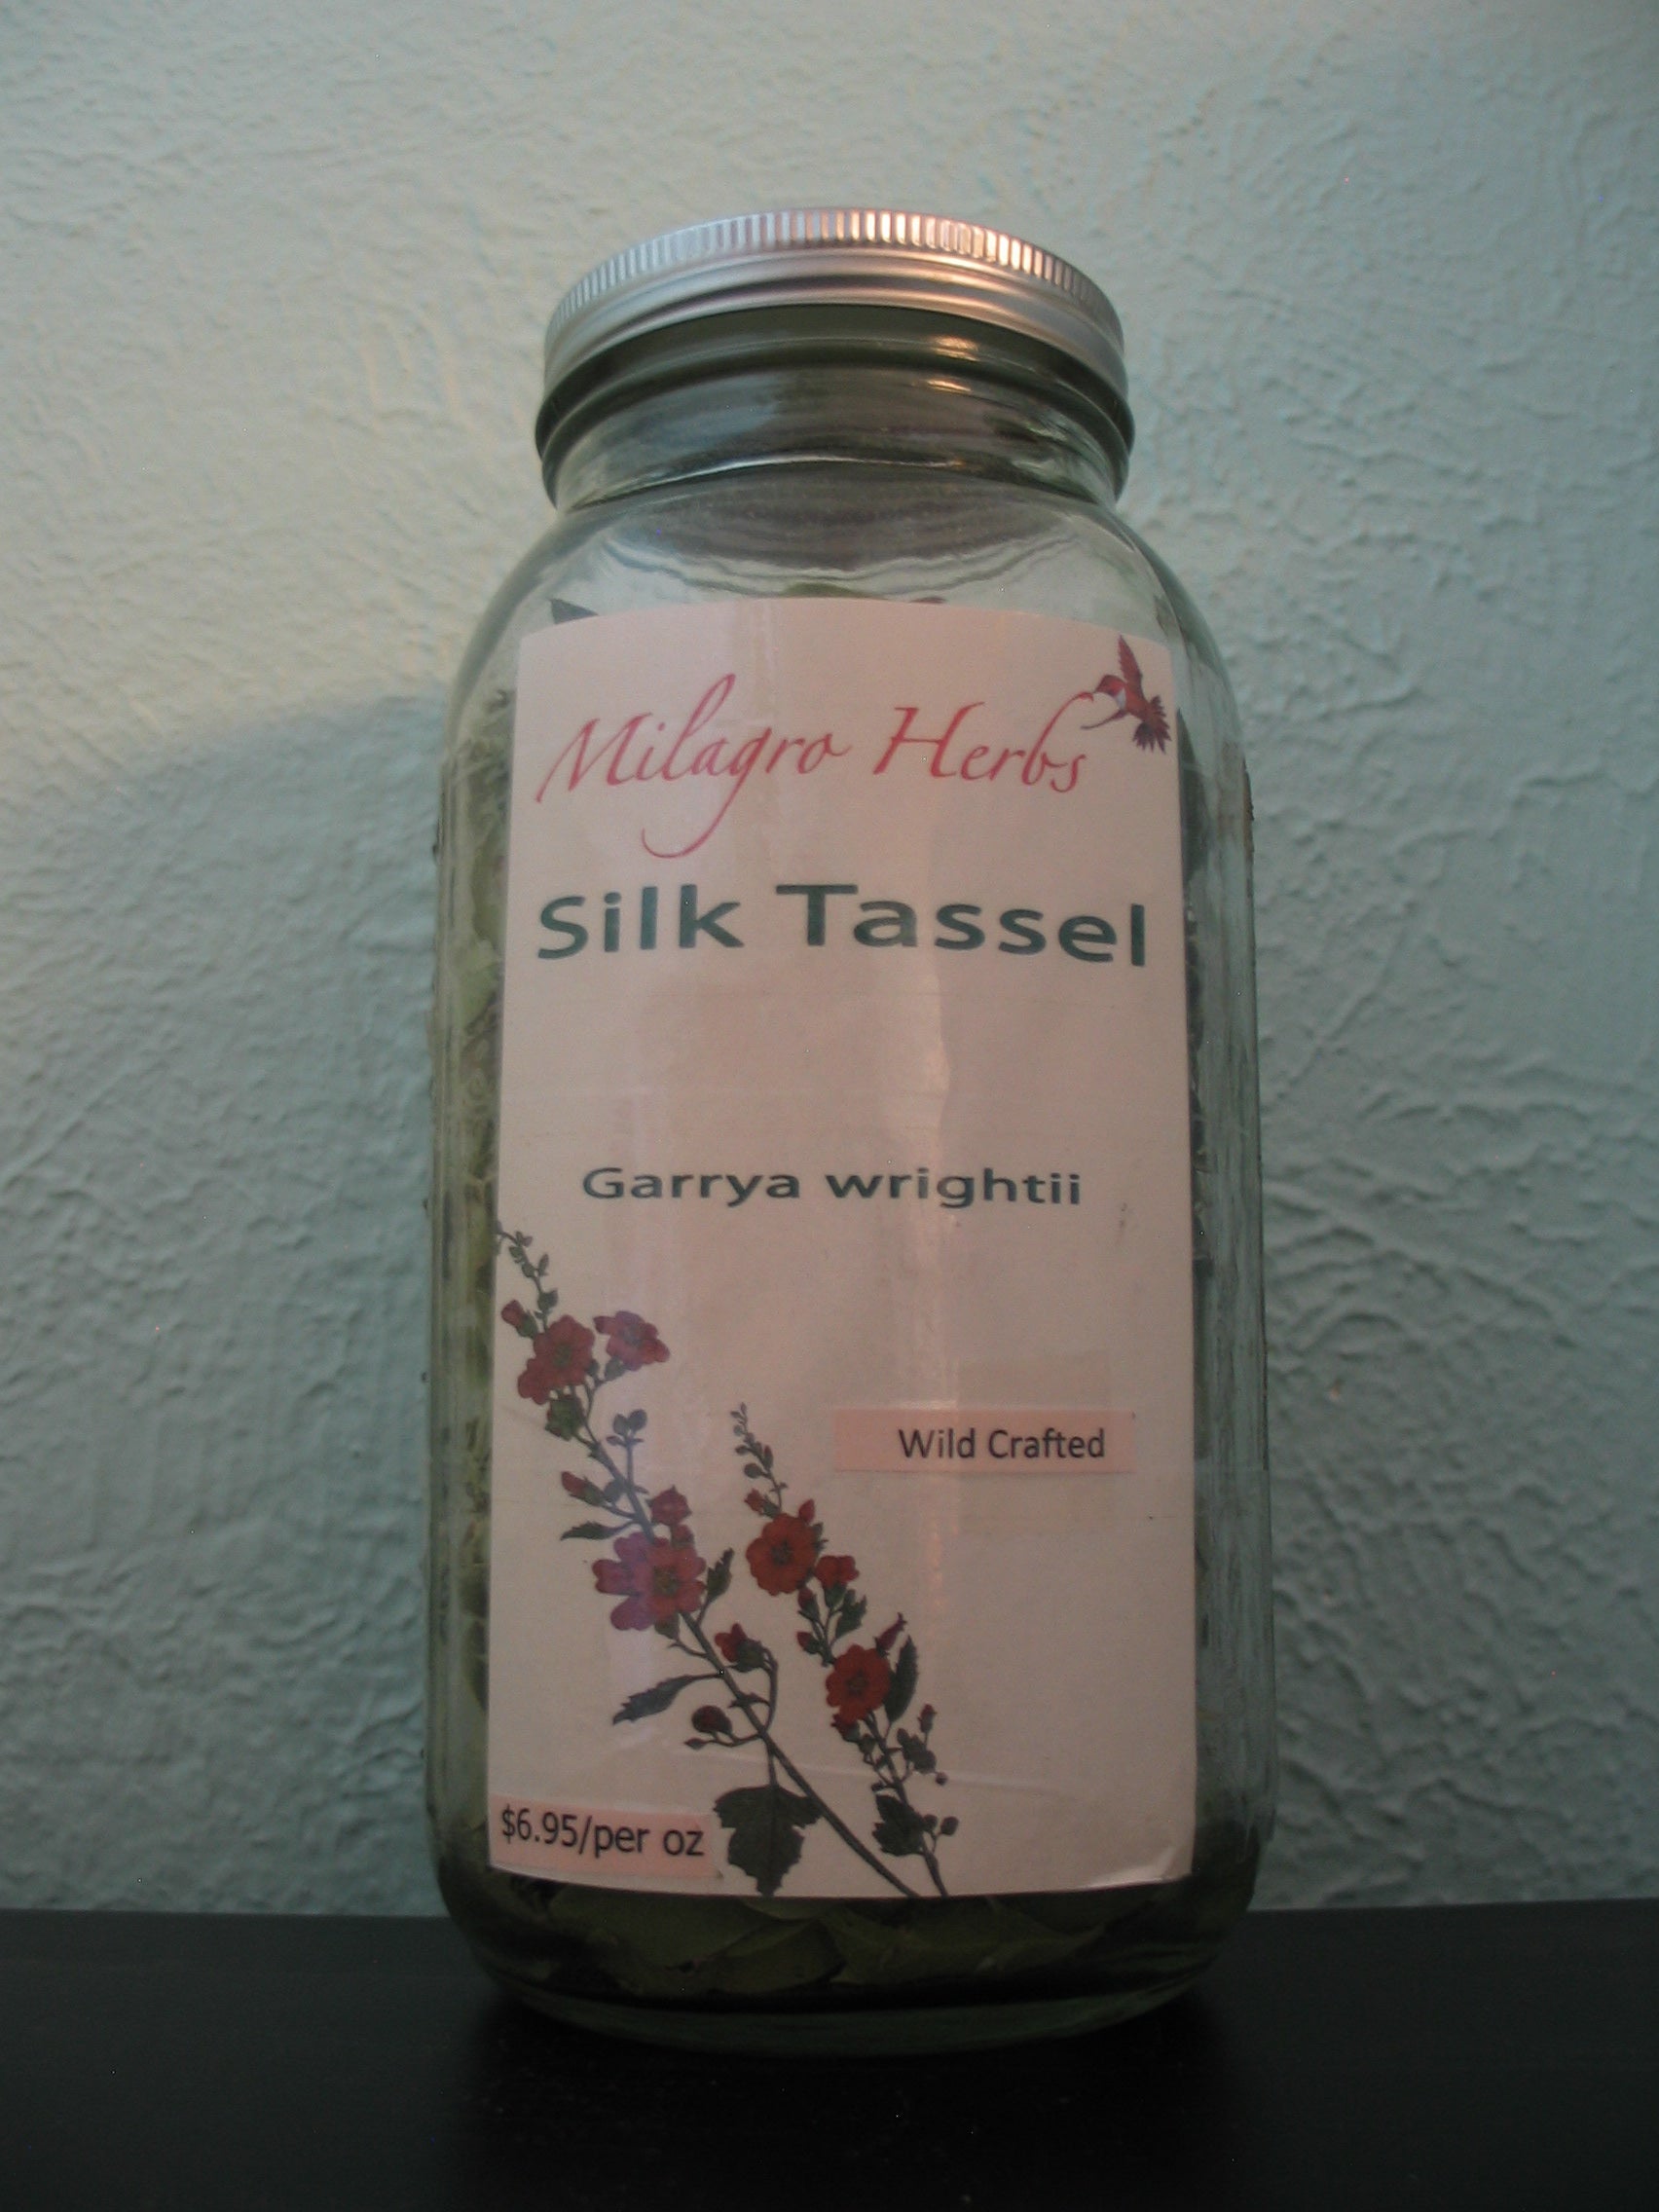 Milagro Herbs
Silk Tassel
Garrya wrightii
Wild Crafted
$6.95/per oz